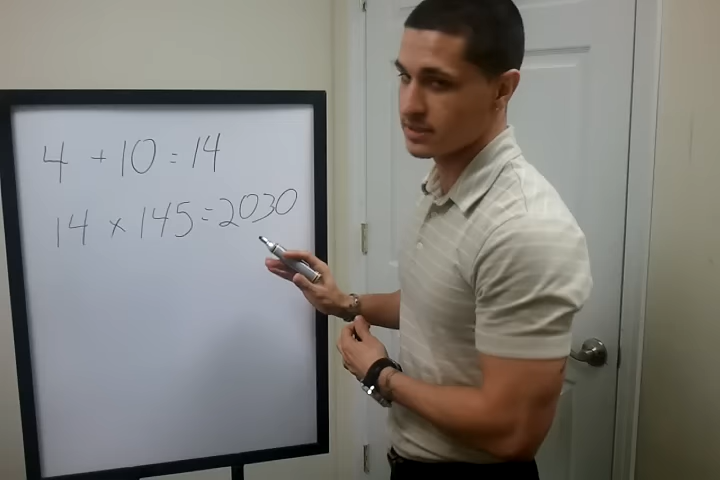 4 + 10 = 14
14 x 145 = 2030